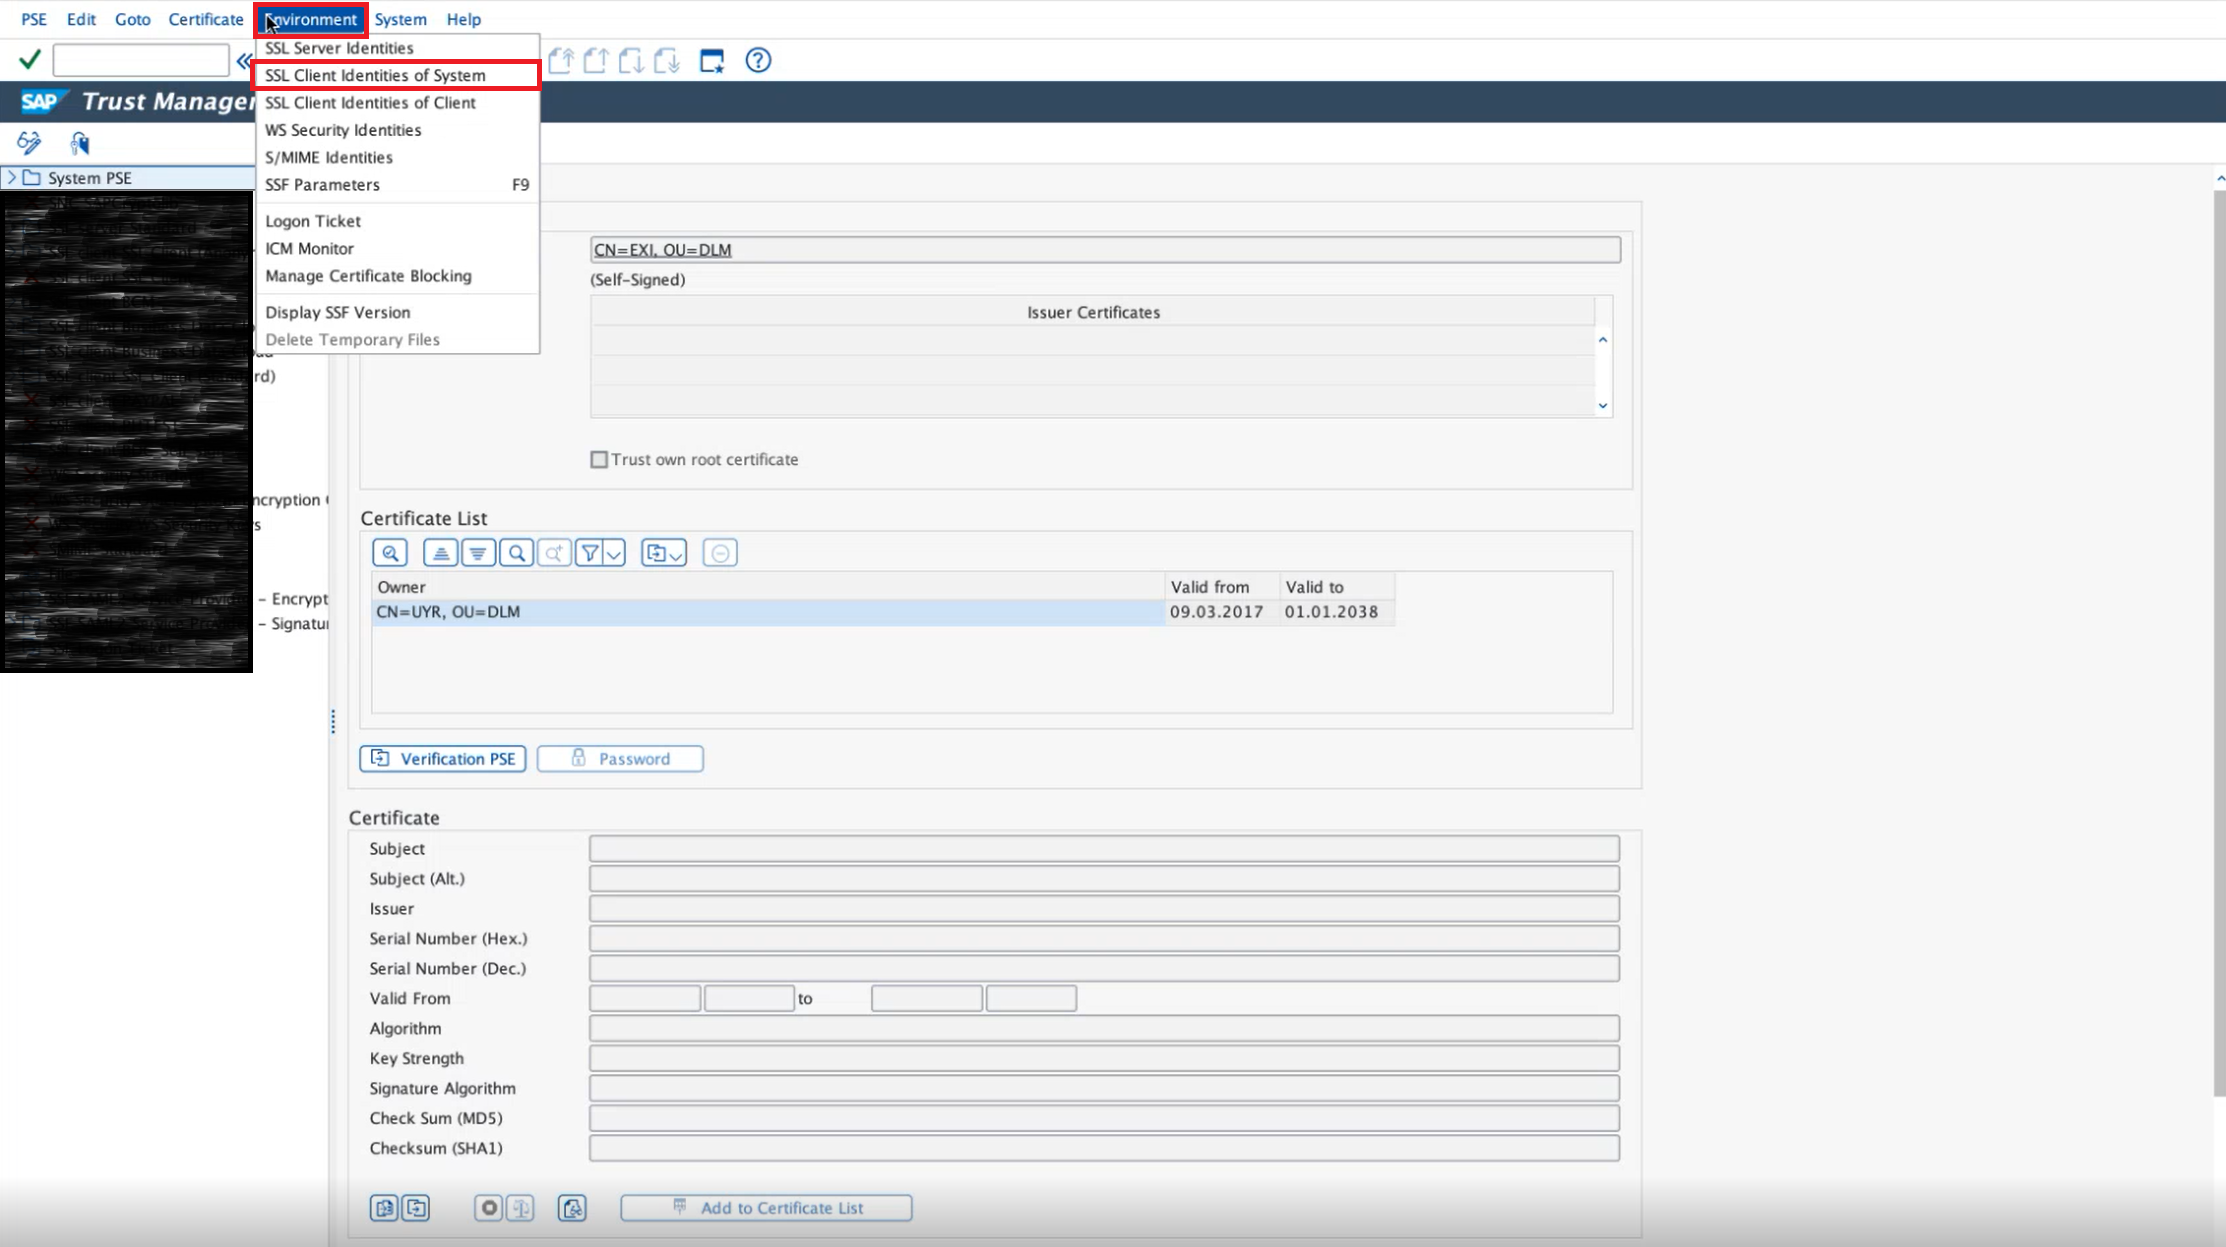 PSE Edit Goto Certificate Environment System Help
SSL Server Identities
SSL Client Identities of System
SSL Client Identities of Client
WS Security Identities
S/MIME Identities
SSF Parameters F9
Logon Ticket
ICM Monitor
Manage Certificate Blocking
Display SSF Version
Delete Temporary Files
SAP Trust Manager
System PSE
rd)
ncryption
s
- Encrypt
- Signatur
CN=EXI, OU=DLM
(Self-Signed)
Issuer Certificates
Trust own root certificate
Certificate List
Owner Valid from Valid to
CN=UYR, OU=DLM 09.03.2017 01.01.2038
Verification PSE Password
Certificate
Subject
Subject (Alt.)
Issuer
Serial Number (Hex.)
Serial Number (Dec.)
Valid From to
Algorithm
Key Strength
Signature Algorithm
Check Sum (MD5)
Checksum (SHA1)
Add to Certificate List